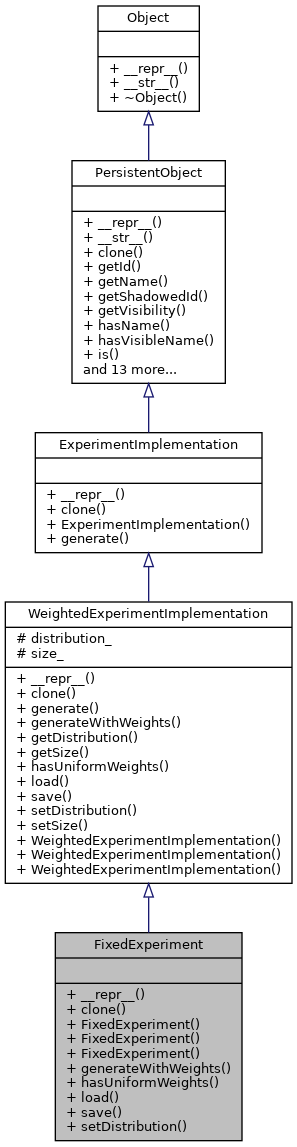 Object
+ __repr__()
+ __str__()
+ ~Object()
PersistentObject
+ __repr__()
+ __str__()
+ clone()
+ getId()
+ getName()
+ getShadowedId()
+ getVisibility()
+ hasName()
+ hasVisibleName()
+ is()
and 13 more...
ExperimentImplementation
+ __repr__()
+ clone()
+ ExperimentImplementation()
+ generate()
WeightedExperimentImplementation
# distribution_
# size_
+ __repr__()
+ clone()
+ generate()
+ generateWithWeights()
+ getDistribution()
+ getSize()
+ hasUniformWeights()
+ load()
+ save()
+ setDistribution()
+ setSize()
+ WeightedExperimentImplementation()
+ WeightedExperimentImplementation()
+ WeightedExperimentImplementation()
FixedExperiment
+ __repr__()
+ clone()
+ FixedExperiment()
+ FixedExperiment()
+ FixedExperiment()
+ generateWithWeights()
+ hasUniformWeights()
+ load()
+ save()
+ setDistribution()